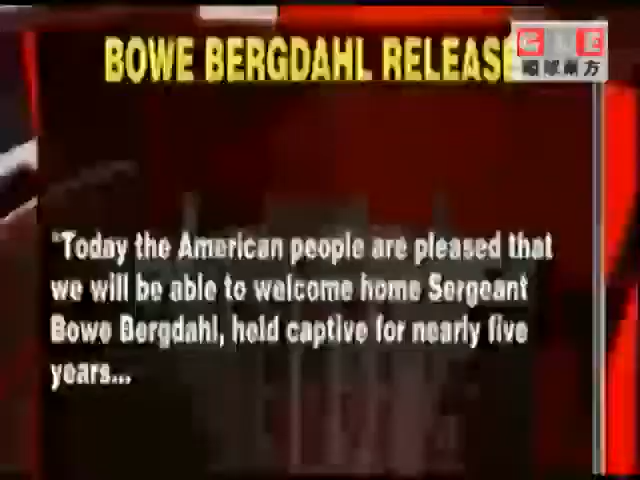 BOWE BERGDAHL RELEASE
"Today the American people are pleased that
we will be able to welcome home Sergeant
Bowe Bergdahl, held captive for nearly five
years...